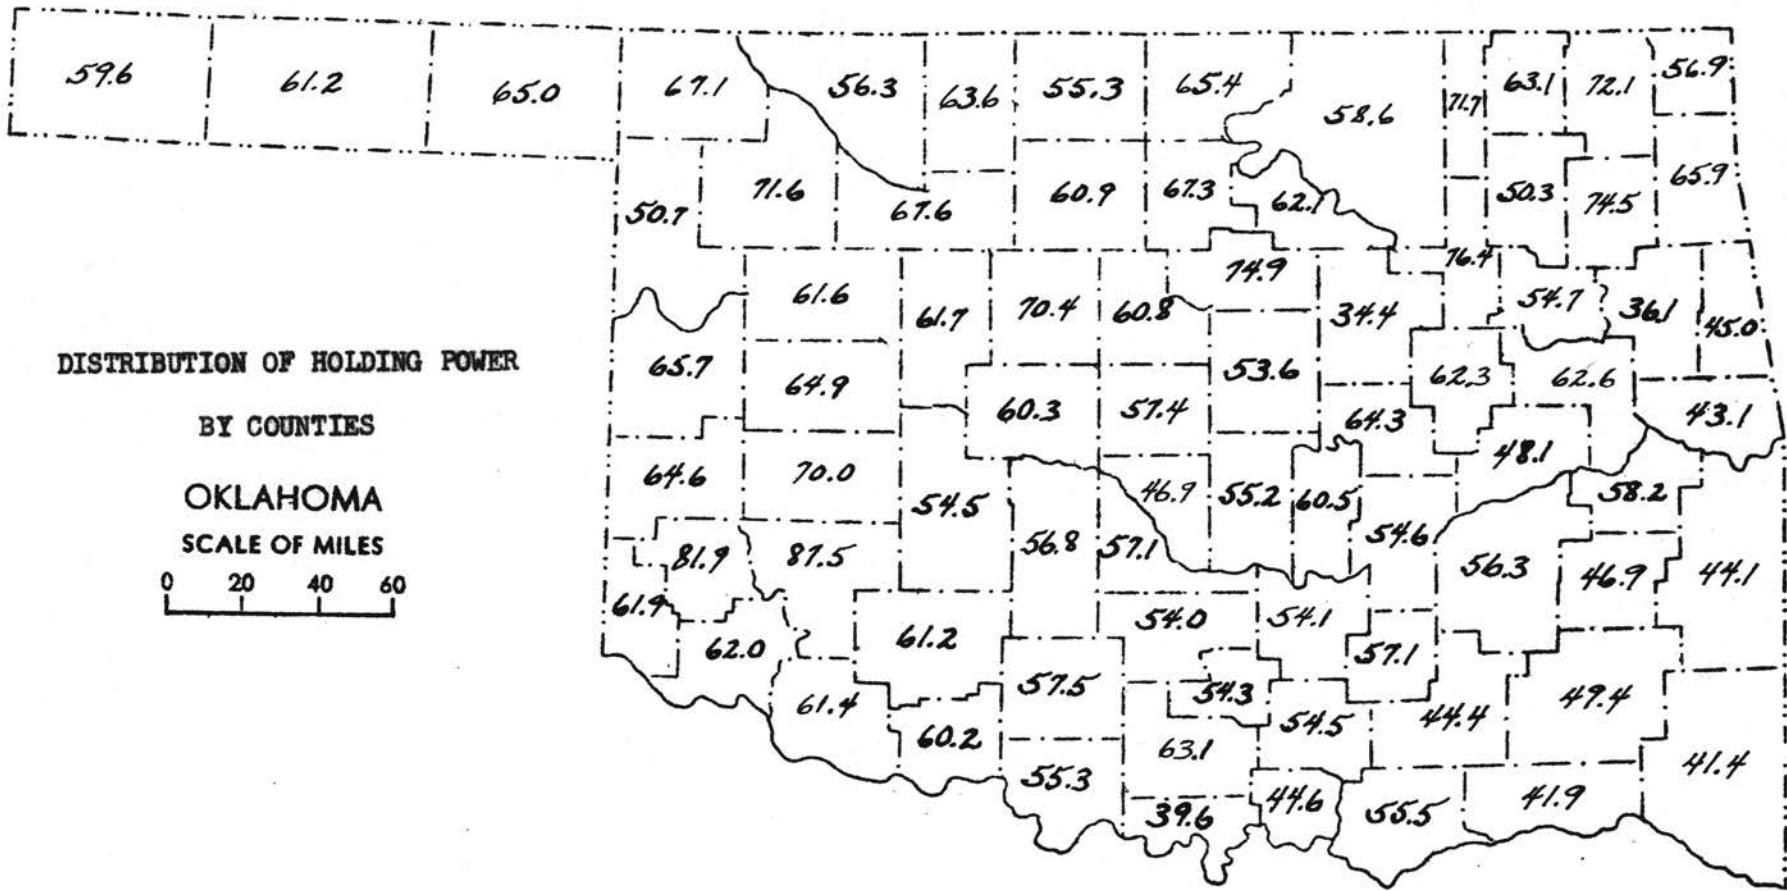 59.6 61.2 65.0 67.1 56.3 63.6 55.3 65.4 58.6 71.7 63.1 72.1 56.9
50.7 71.6 67.6 60.9 67.3 62.1 50.3 74.5 65.9
61.6 61.7 70.4 60.8 74.9 34.4 76.4 54.7 36.1 45.0
DISTRIBUTION OF HOLDING POWER
BY COUNTIES
OKLAHOMA
SCALE OF MILES
0 20 40 60
65.7 64.9 60.3 57.4 53.6 64.3 62.3 62.6 43.1
64.6 70.0 54.5 46.9 55.2 60.5 48.1 58.2
81.9 87.5 56.8 57.1 54.6 56.3 46.9 44.1
61.9 62.0 61.2 54.0 54.1 57.1
61.4 57.5 54.3 54.5 44.4 49.4
60.2 63.1 41.4
55.3 39.6 44.6 55.5 41.9